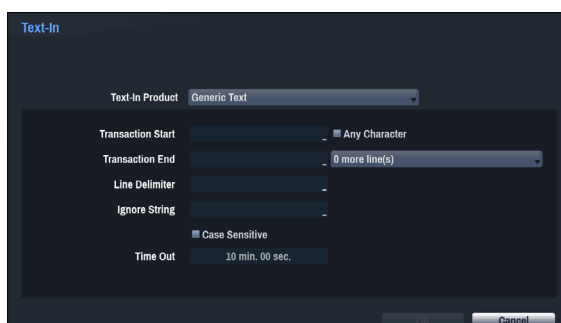 Text-In
Text-In Product Generic Text
Transaction Start _ Any Character
Transaction End _ 0 more line(s)
Line Delimiter _
Ignore String _
Case Sensitive
Time Out 10 min. 00 sec.
OK Cancel